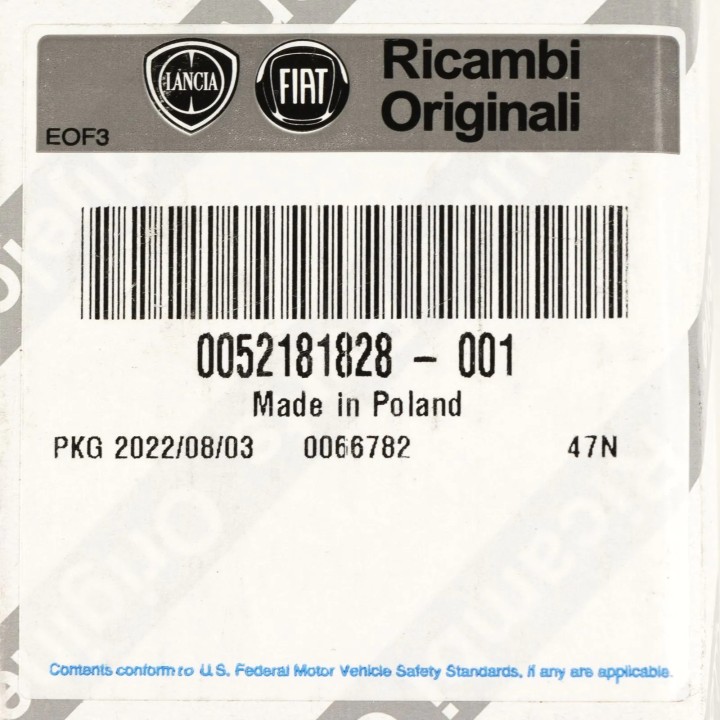 LANCIA FIAT Ricambi
Originali
EOF3
0052181828 - 001
Made in Poland
PKG 2022/08/03 0066782 47N
Contents conform to U.S. Federal Motor Vehicle Safety Standards, if any are applicable.